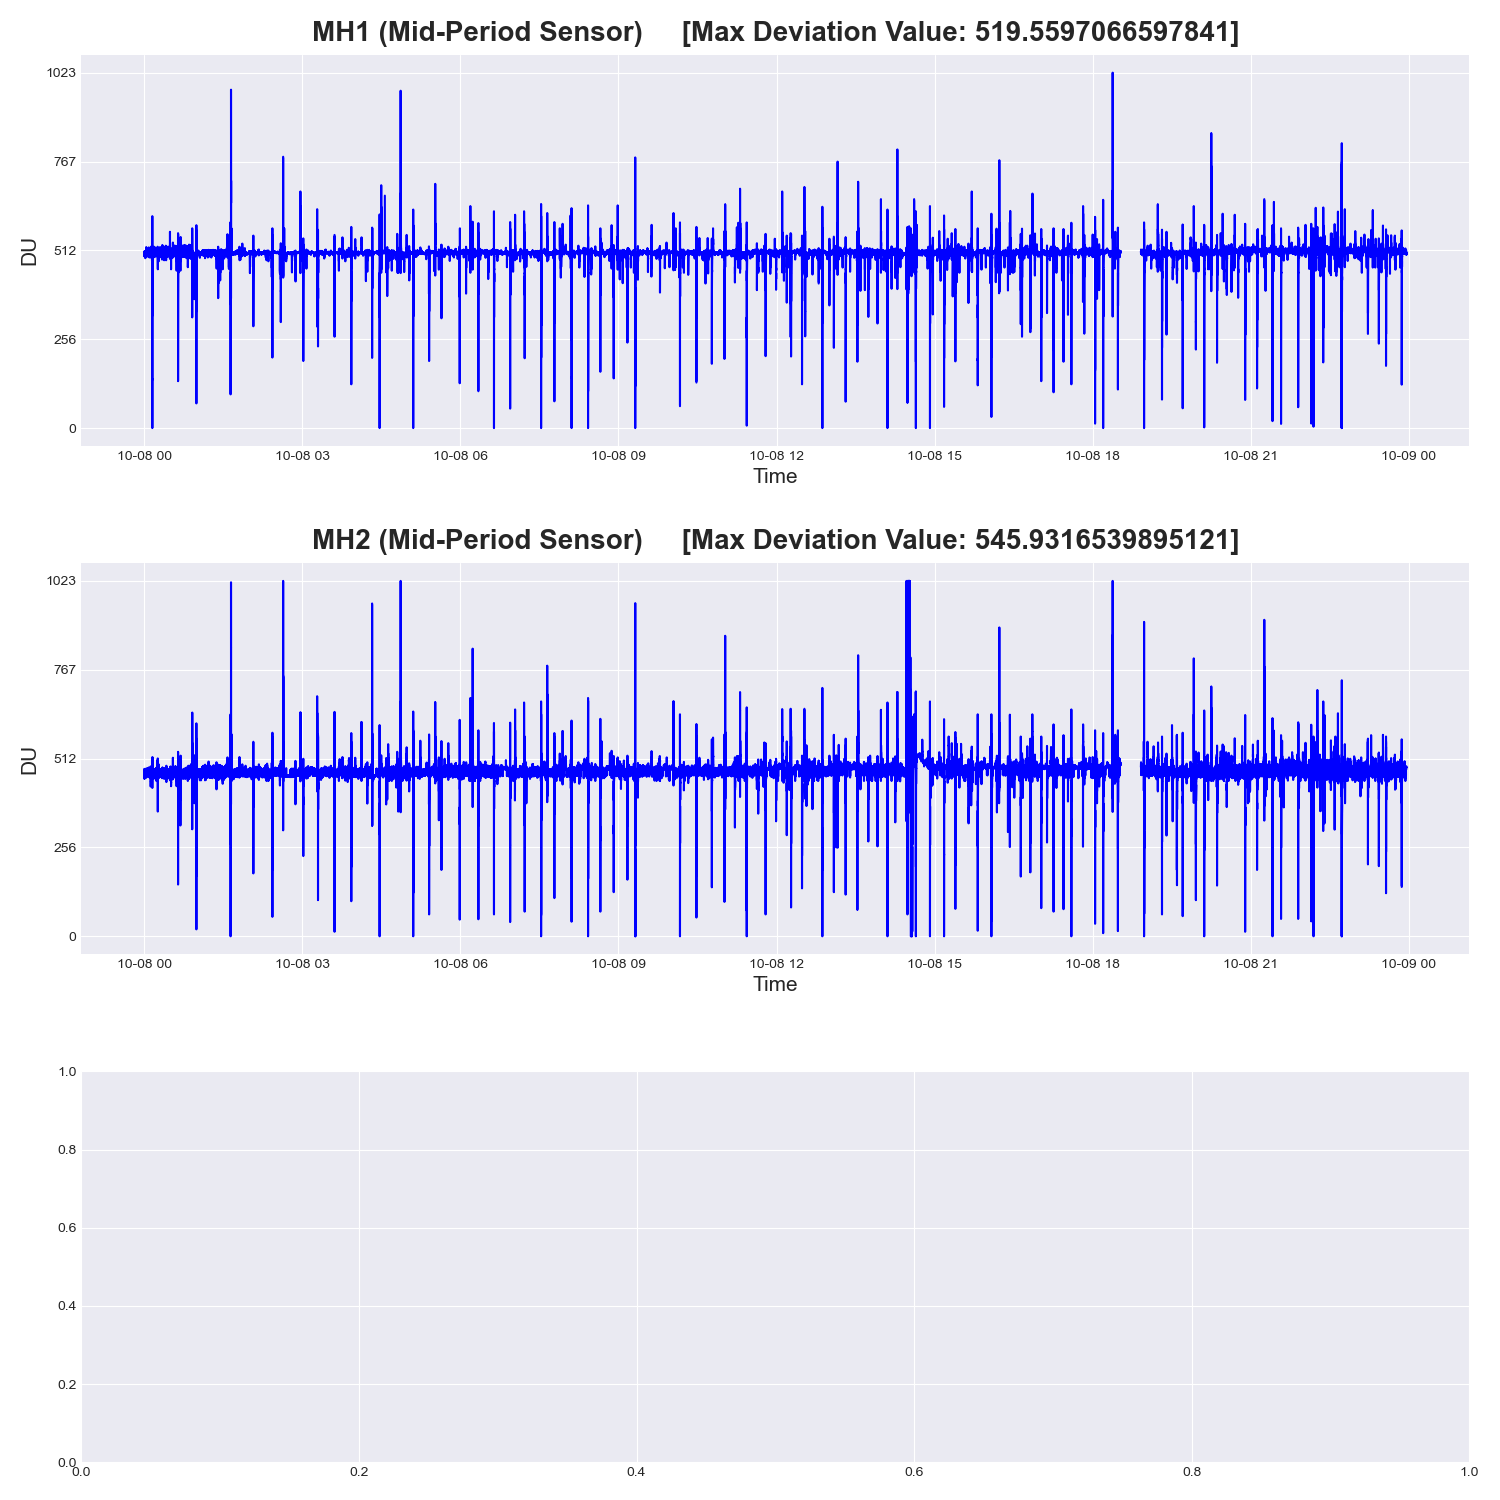 MH1 (Mid-Period Sensor) [Max Deviation Value: 519.5597066597841]
1023
767
512
256
0
DU
10-08 00 10-08 03 10-08 06 10-08 09 10-08 12 10-08 15 10-08 18 10-08 21 10-09 00
Time
MH2 (Mid-Period Sensor) [Max Deviation Value: 545.9316539895121]
1023
767
512
256
0
DU
10-08 00 10-08 03 10-08 06 10-08 09 10-08 12 10-08 15 10-08 18 10-08 21 10-09 00
Time
1.0
0.8
0.6
0.4
0.2
0.0
0.0 0.2 0.4 0.6 0.8 1.0